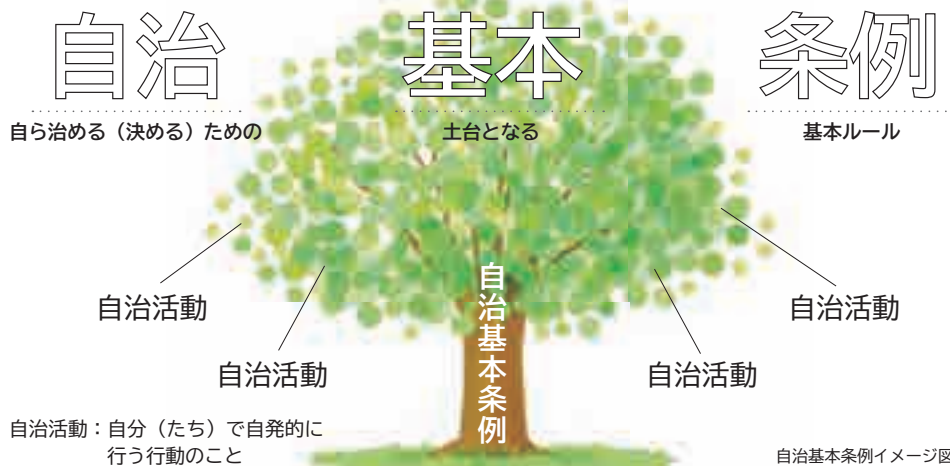 自治 基本 条例
自ら治める（決める）ための 土台となる 基本ルール
自治活動
自治活動
自治基本条例
自治活動
自治活動
自治活動：自分（たち）で自発的に
行う行動のこと
自治基本条例イメージ図